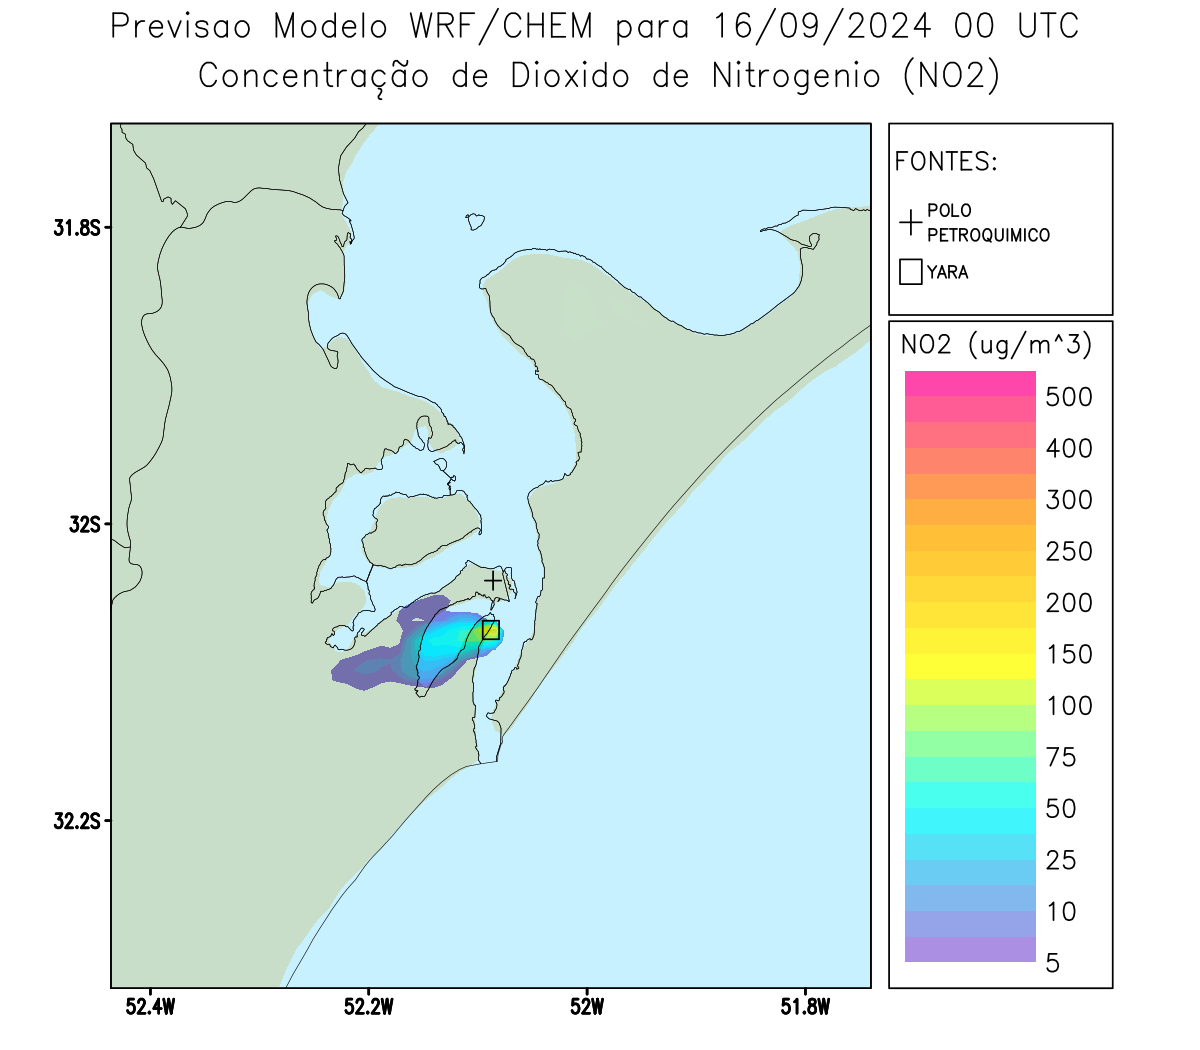 Previsao Modelo WRF/CHEM para 16/09/2024 00 UTC
Concentração de Dioxido de Nitrogenio (NO2)
FONTES:
POLO
PETROQUIMICO
YARA
NO2 (ug/m^3)
500
400
300
250
200
150
100
75
50
25
10
5
31.8S
32S
32.2S
52.4W
52.2W
52W
51.8W